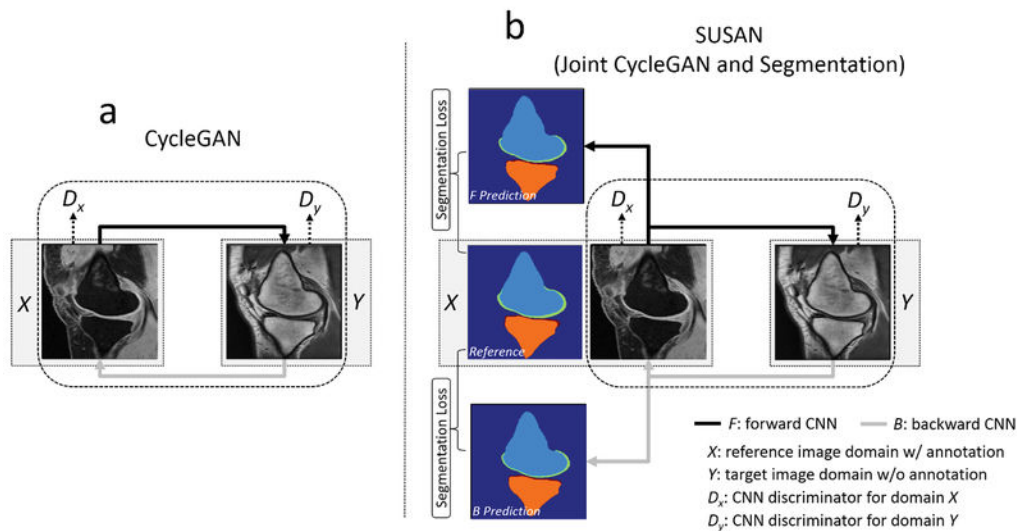 a
CycleGAN
Dx
Dy
X
Y
b
SUSAN
(Joint CycleGAN and Segmentation)
Segmentation Loss
F Prediction
Dx
Dy
X
Reference
Y
Segmentation Loss
B Prediction
F: forward CNN
B: backward CNN
X: reference image domain w/ annotation
Y: target image domain w/o annotation
Dx: CNN discriminator for domain X
Dy: CNN discriminator for domain Y